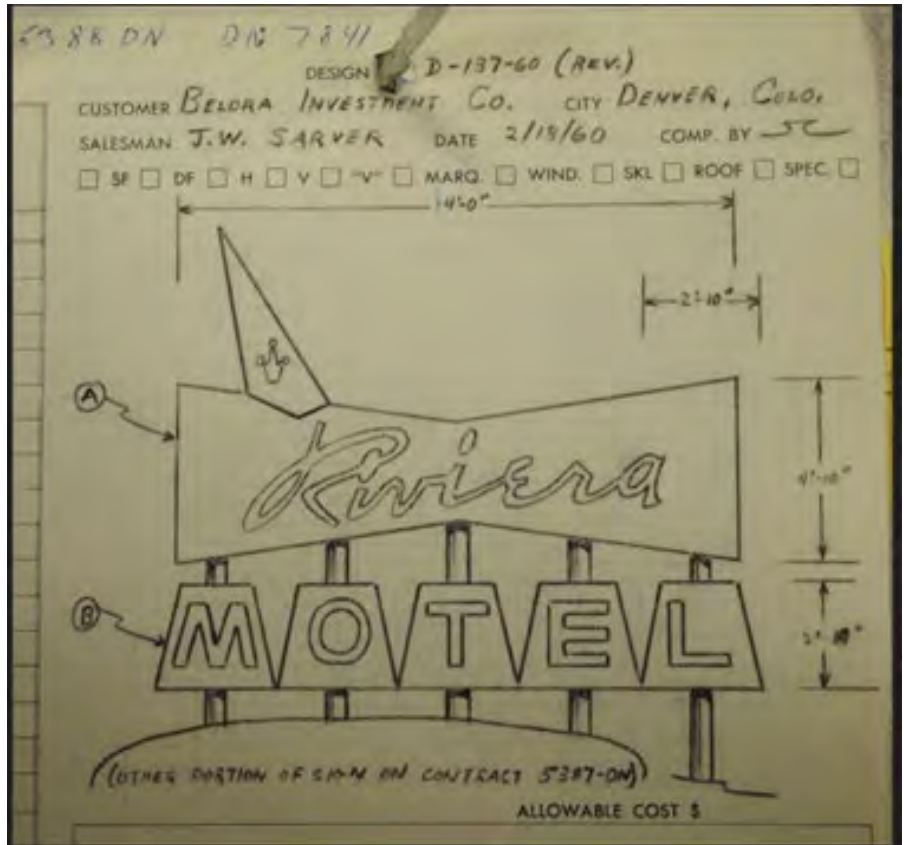 5388 DN DN 7841
DESIGN D-137-60 (REV.)
CUSTOMER BELORA INVESTMENT CO. CITY DENVER, COLO.
SALESMAN J.W. SARVER DATE 2/19/60 COMP. BY JC
SF DF H V "V" MARQ. WIND. SKL ROOF SPEC.
14'-0"
2'-10"
A
Riviera
4'-10"
B
MOTEL
(OTHER PORTION OF SIGN ON CONTRACT 5387-DN)
ALLOWABLE COST $